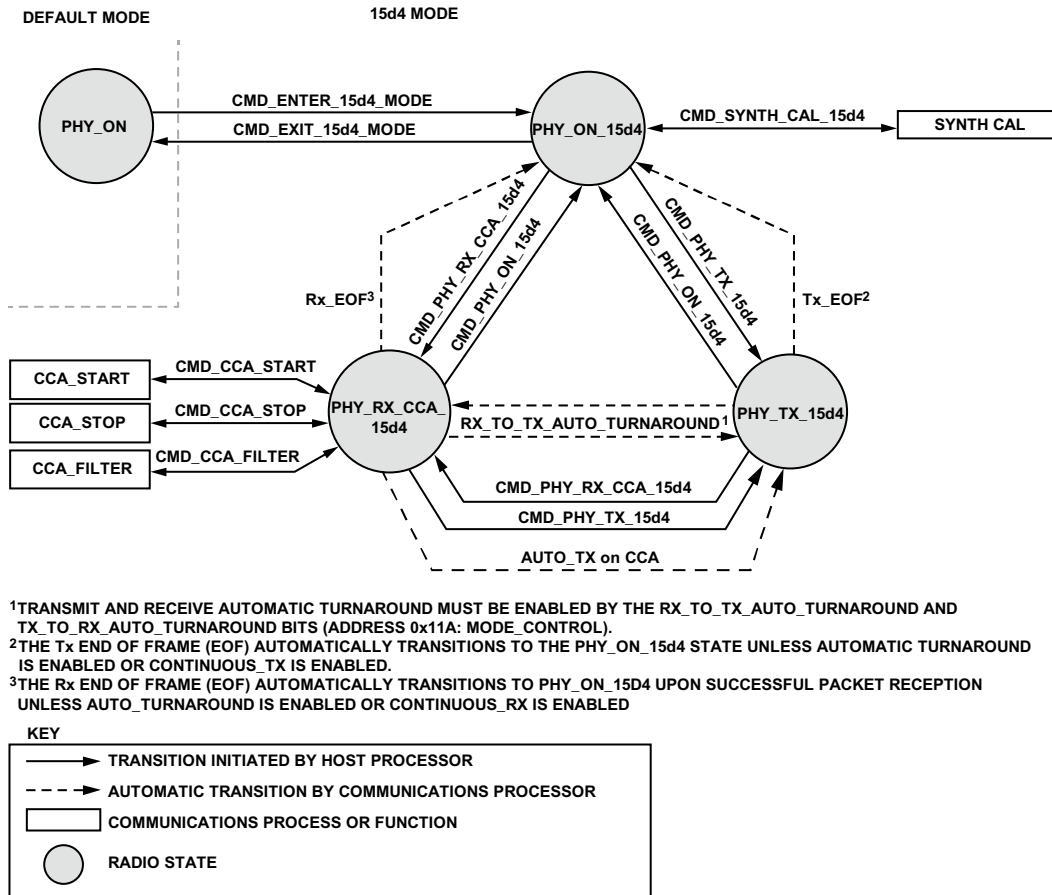 DEFAULT MODE
15d4 MODE
PHY_ON
CMD_ENTER_15d4_MODE
CMD_EXIT_15d4_MODE
PHY_ON_15d4
CMD_SYNTH_CAL_15d4
SYNTH CAL
CMD_PHY_RX_CCA_15d4
CMD_PHY_ON_15d4
CMD_PHY_TX_15d4
CMD_PHY_ON_15d4
Rx_EOF3
Tx_EOF2
CCA_START
CMD_CCA_START
CCA_STOP
CMD_CCA_STOP
CCA_FILTER
CMD_CCA_FILTER
PHY_RX_CCA_
15d4
RX_TO_TX_AUTO_TURNAROUND1
PHY_TX_15d4
CMD_PHY_RX_CCA_15d4
CMD_PHY_TX_15d4
AUTO_TX on CCA
1TRANSMIT AND RECEIVE AUTOMATIC TURNAROUND MUST BE ENABLED BY THE RX_TO_TX_AUTO_TURNAROUND AND
TX_TO_RX_AUTO_TURNAROUND BITS (ADDRESS 0x11A: MODE_CONTROL).
2THE Tx END OF FRAME (EOF) AUTOMATICALLY TRANSITIONS TO THE PHY_ON_15d4 STATE UNLESS AUTOMATIC TURNAROUND
IS ENABLED OR CONTINUOUS_TX IS ENABLED.
3THE Rx END OF FRAME (EOF) AUTOMATICALLY TRANSITIONS TO PHY_ON_15D4 UPON SUCCESSFUL PACKET RECEPTION
UNLESS AUTO_TURNAROUND IS ENABLED OR CONTINUOUS_RX IS ENABLED
KEY
TRANSITION INITIATED BY HOST PROCESSOR
AUTOMATIC TRANSITION BY COMMUNICATIONS PROCESSOR
COMMUNICATIONS PROCESS OR FUNCTION
RADIO STATE